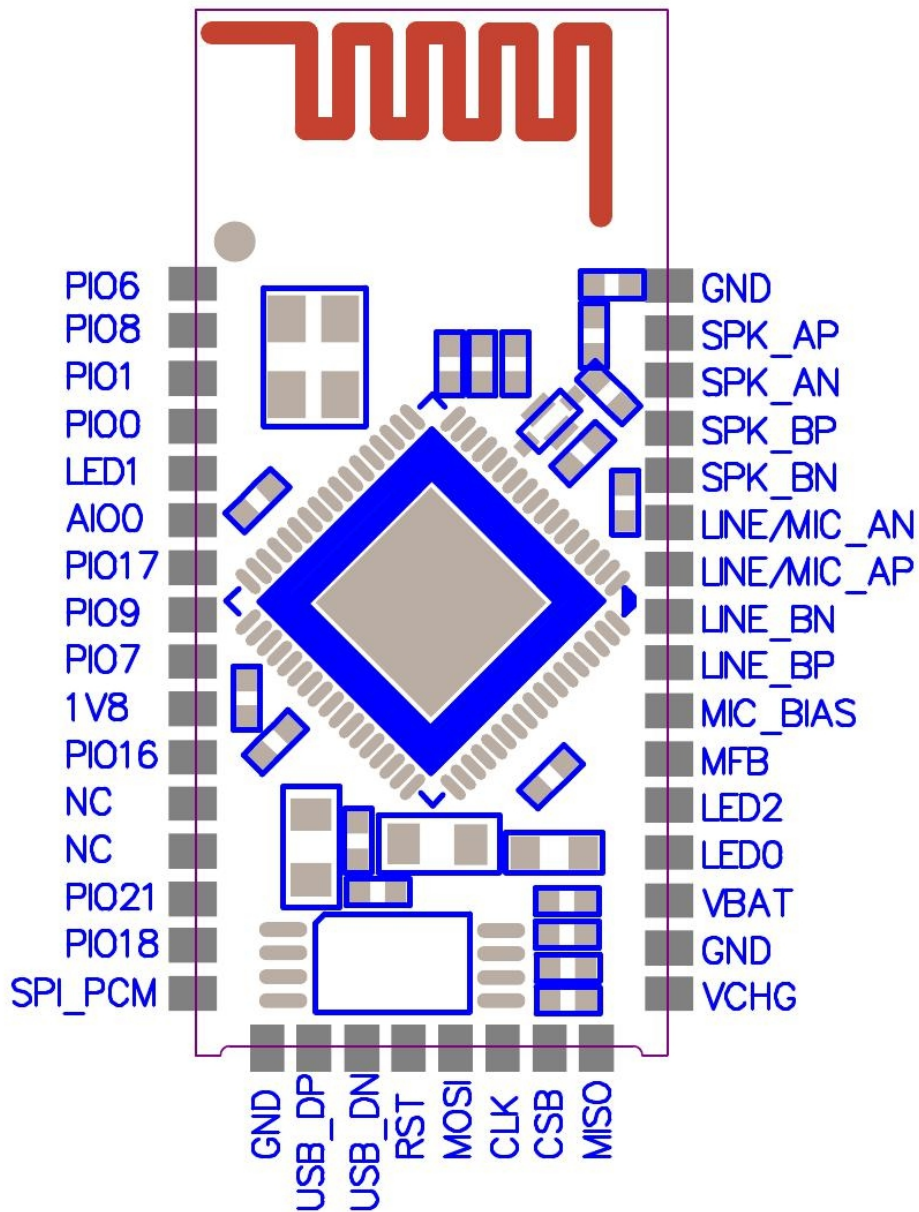 PIO6
PIO8
PIO1
PIO0
LED1
AIO0
PIO17
PIO9
PIO7
1V8
PIO16
NC
NC
PIO21
PIO18
SPI_PCM
GND
SPK_AP
SPK_AN
SPK_BP
SPK_BN
LINE/MIC_AN
LINE/MIC_AP
LINE_BN
LINE_BP
MIC_BIAS
MFB
LED2
LED0
VBAT
GND
VCHG
GND
USB_DP
USB_DN
RST
MOSI
CLK
CSB
MISO